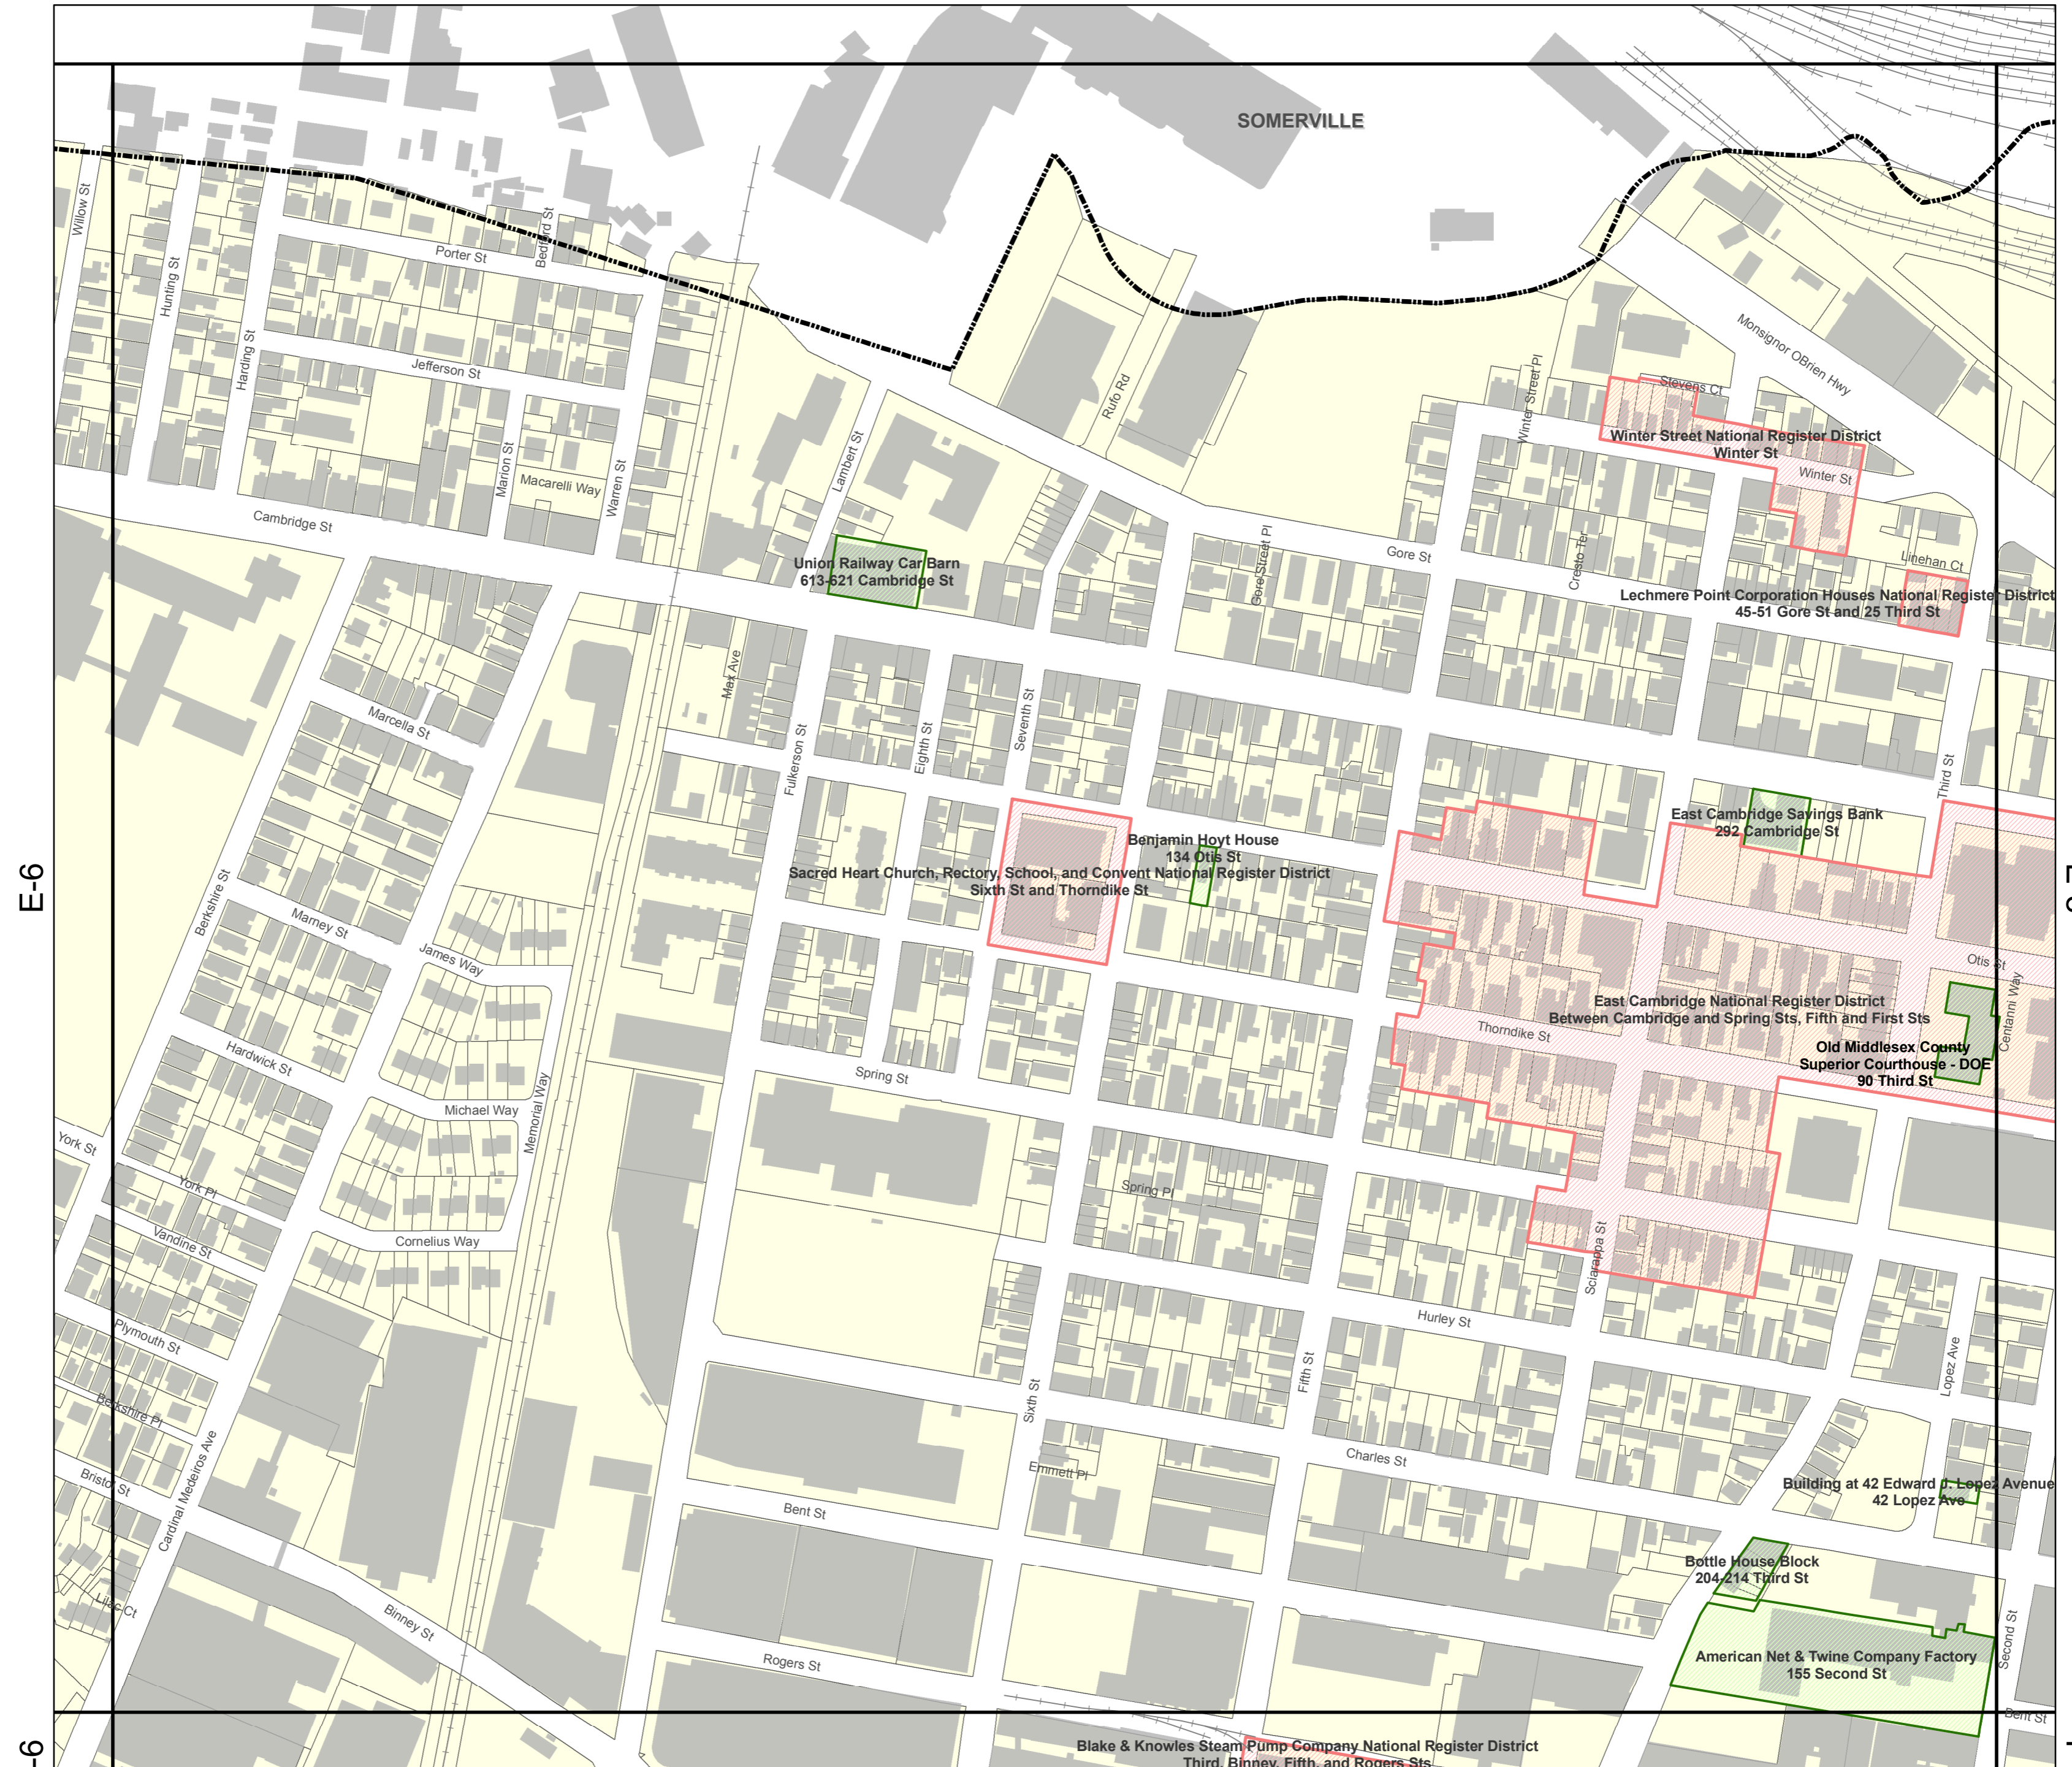 SOMERVILLE
Willow St
Hunting St
Harding St
Porter St
Bedford St
Jefferson St
Marion St
Macarelli Way
Warren St
Cambridge St
Lambert St
Rufo Rd
Monsignor OBrien Hwy
Stevens Ct
Winter Street Pl
Winter Street National Register District
Winter St
Winter St
Linehan Ct
Gore Street Pl
Gore St
Cresto Ter
Union Railway Car Barn
613-621 Cambridge St
Lechmere Point Corporation Houses National Register District
45-51 Gore St and 25 Third St
Max Ave
Marcella St
Fulkerson St
Eighth St
Seventh St
Third St
East Cambridge Savings Bank
292 Cambridge St
Benjamin Hoyt House
134 Otis St
Sacred Heart Church, Rectory, School, and Convent National Register District
Sixth St and Thorndike St
E-6
Berkshire St
Marney St
James Way
Otis St
Centanni Way
East Cambridge National Register District
Between Cambridge and Spring Sts, Fifth and First Sts
Thorndike St
Old Middlesex County
Superior Courthouse - DOE
90 Third St
Hardwick St
Spring St
Michael Way
Memorial Way
York St
York Pl
Spring Pl
Vandine St
Cornelius Way
Sciarappa St
Plymouth St
Hurley St
Fifth St
Lopez Ave
Sixth St
Berkshire Pl
Cardinal Medeiros Ave
Bristol St
Charles St
Emmett Pl
Building at 42 Edward J. Lopez Avenue
42 Lopez Ave
Bent St
Bottle House Block
204-214 Third St
Lilac Ct
Binney St
Rogers St
American Net & Twine Company Factory
155 Second St
Second St
Bent St
-6
Blake & Knowles Steam Pump Company National Register District
Third, Binney, Fifth, and Rogers Sts